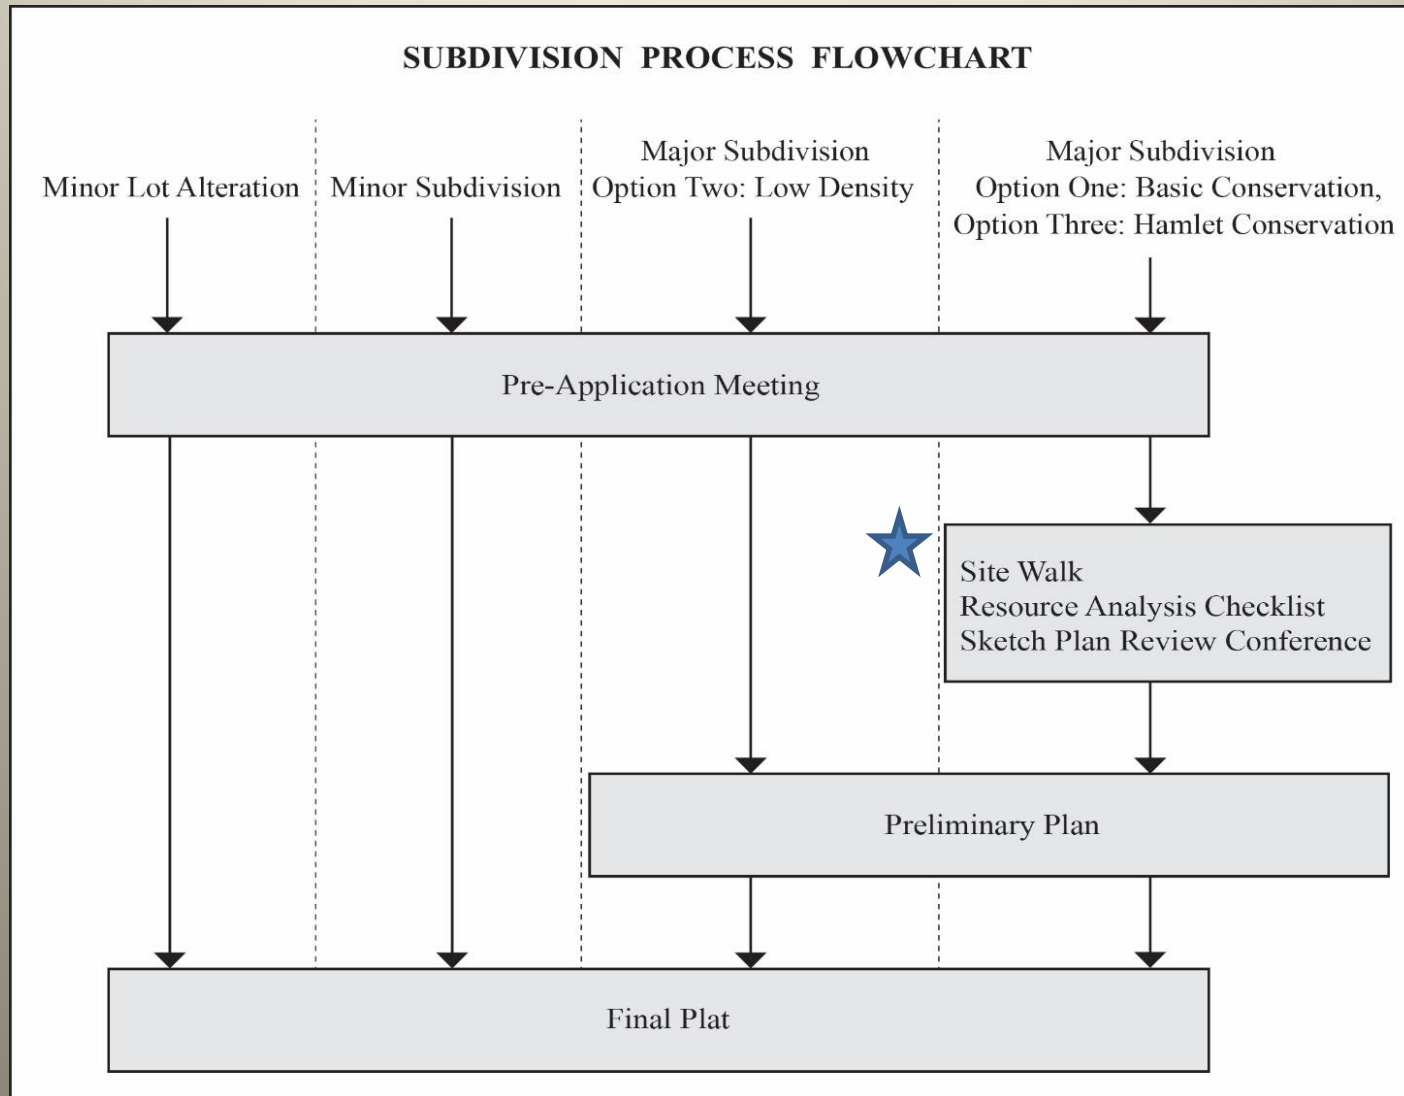 SUBDIVISION PROCESS FLOWCHART
Minor Lot Alteration
Minor Subdivision
Major Subdivision
Option Two: Low Density
Major Subdivision
Option One: Basic Conservation,
Option Three: Hamlet Conservation
Pre-Application Meeting
Site Walk
Resource Analysis Checklist
Sketch Plan Review Conference
Preliminary Plan
Final Plat